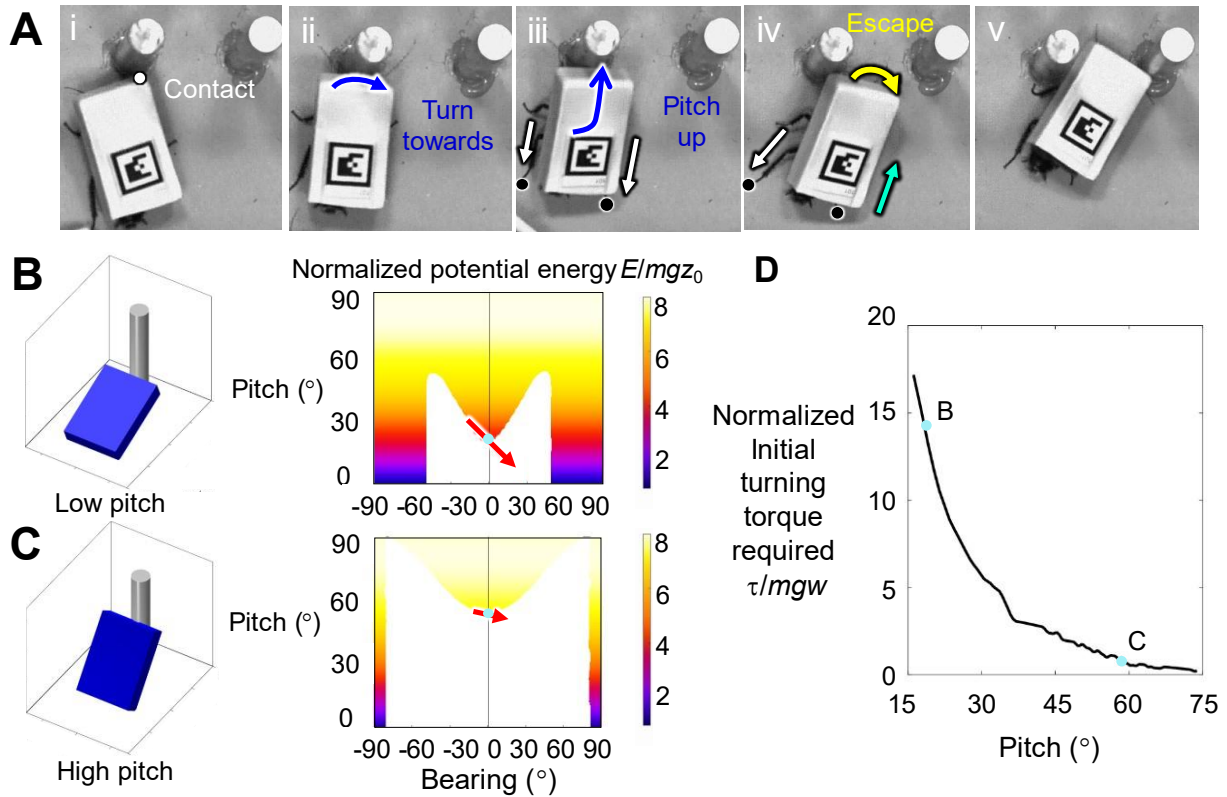 A
i
Contact
ii
Turn
towards
iii
Pitch
up
iv
Escape
v
B
Low pitch
Normalized potential energy E/mgz₀
Pitch (°)
90
60
30
0
-90 -60 -30 0 30 60 90
8
6
4
2
C
High pitch
Pitch (°)
90
60
30
0
-90 -60 -30 0 30 60 90
Bearing (°)
8
6
4
2
D
Normalized
Initial
turning
torque
required
τ/mgw
20
15
10
5
0
B
C
15 30 45 60 75
Pitch (°)